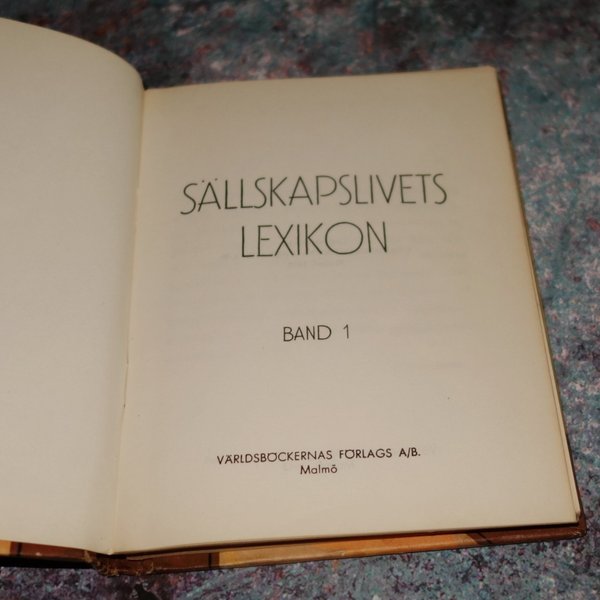 SÄLLSKAPSLIVETS
LEXIKON
BAND 1
VÄRLDSBÖCKERNAS FÖRLAGS A/B.
Malmö